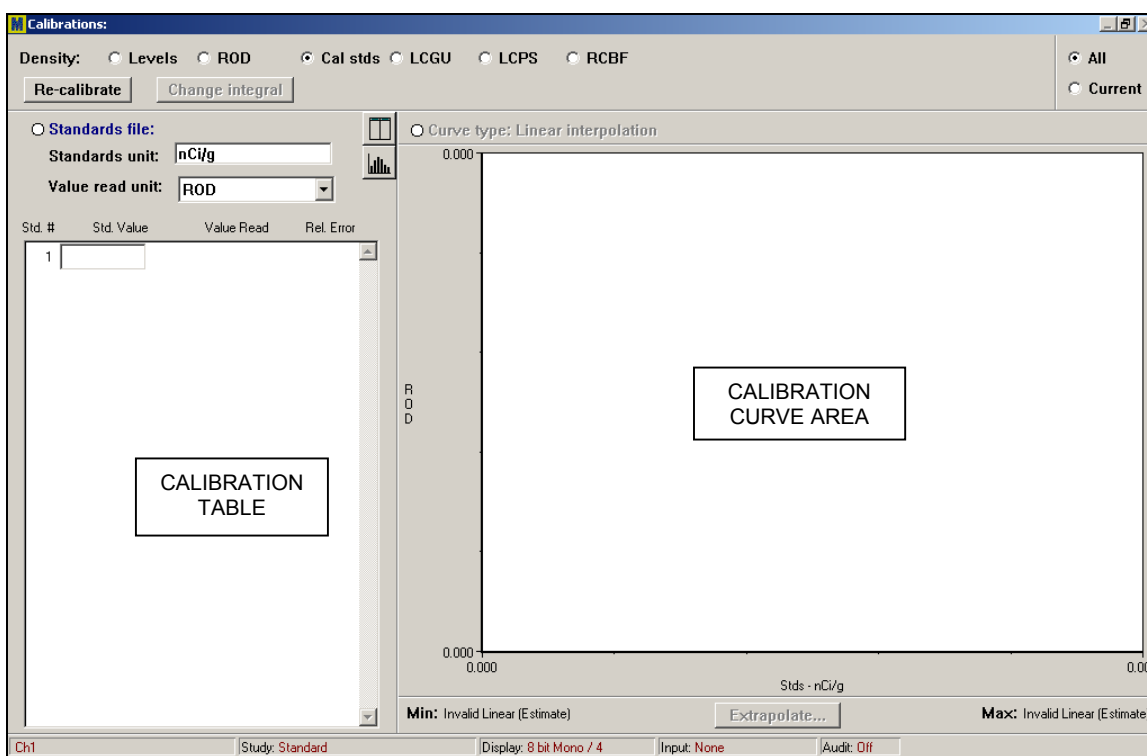 M Calibrations:
Density: Levels ROD Cal stds LCGU LCPS RCBF All
Re-calibrate Change integral Current
Standards file:
Standards unit: nCi/g
Value read unit: ROD
Std. # Std. Value Value Read Rel. Error
1
CALIBRATION
TABLE
Curve type: Linear interpolation
0.000
R
O
D
CALIBRATION
CURVE AREA
0.000
0.000 0.00
Stds - nCi/g
Min: Invalid Linear (Estimate) Extrapolate... Max: Invalid Linear (Estimate
Ch1 Study: Standard Display: 8 bit Mono / 4 Input: None Audit: Off